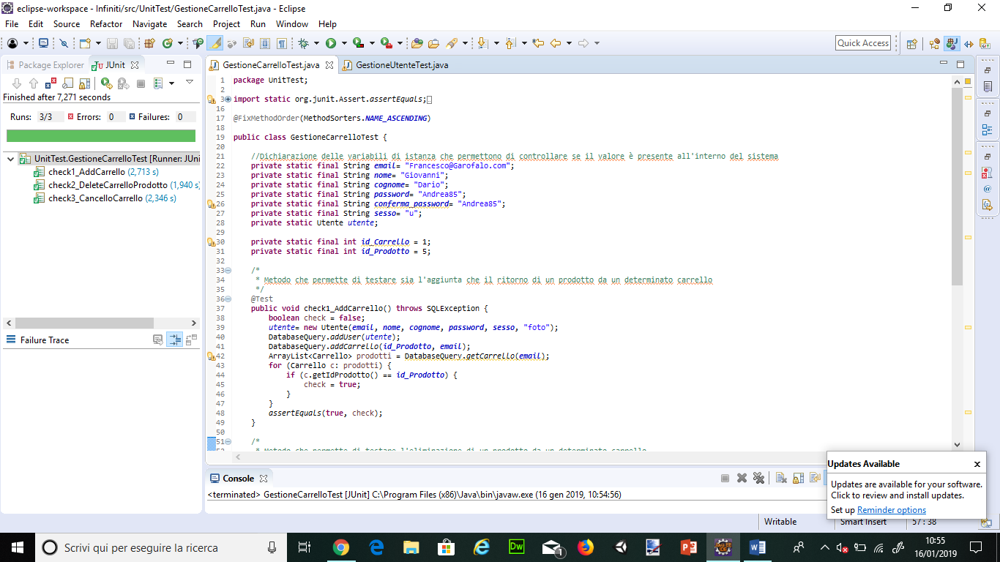 eclipse-workspace - Infiniti/src/UnitTest/GestioneCarrelloTest.java - Eclipse
File Edit Source Refactor Navigate Search Project Run Window Help
Quick Access
Package Explorer JUnit
Finished after 7,271 seconds
Runs: 3/3 Errors: 0 Failures: 0
UnitTest.GestioneCarrelloTest [Runner: JUni
check1_AddCarrello (2,713 s)
check2_DeleteCarrelloProdotto (1,940 s)
check3_CancelloCarrello (2,346 s)
Failure Trace
GestioneCarrelloTest.java GestioneUtenteTest.java
1 package UnitTest;
2
3 import static org.junit.Assert.assertEquals;
16
17 @FixMethodOrder(MethodSorters.NAME_ASCENDING)
18
19 public class GestioneCarrelloTest {
20
21 //Dichiarazione delle variabili di istanza che permettono di controllare se il valore è presente all'interno del sistema
22 private static final String email= "Francesco@Garofalo.com";
23 private static final String nome= "Giovanni";
24 private static final String cognome= "Dario";
25 private static final String password= "Andrea85";
26 private static final String conferma_password= "Andrea85";
27 private static final String sesso= "u";
28 private static Utente utente;
29
30 private static final int id_Carrello = 1;
31 private static final int id_Prodotto = 5;
32
33 /*
34 * Metodo che permette di testare sia l'aggiunta che il ritorno di un prodotto da un determinato carrello
35 */
36 @Test
37 public void check1_AddCarrello() throws SQLException {
38 boolean check = false;
39 utente= new Utente(email, nome, cognome, password, sesso, "foto");
40 DatabaseQuery.addUser(utente);
41 DatabaseQuery.addCarrello(id_Prodotto, email);
42 ArrayList<Carrello> prodotti = DatabaseQuery.getCarrello(email);
43 for (Carrello c: prodotti) {
44 if (c.getIdProdotto() == id_Prodotto) {
45 check = true;
46 }
47 }
48 assertEquals(true, check);
49 }
50
51 /*
* Metodo che permette di testare l'eliminazione di un prodotto da un determinato carrello
Console
<terminated> GestioneCarrelloTest [JUnit] C:\Program Files (x86)\Java\bin\javaw.exe (16 gen 2019, 10:54:56)
Updates Available
Updates are available for your software.
Click to review and install updates.
Set up Reminder options
Writable Smart Insert 57 : 38
Scrivi qui per eseguire la ricerca
10:55
16/01/2019